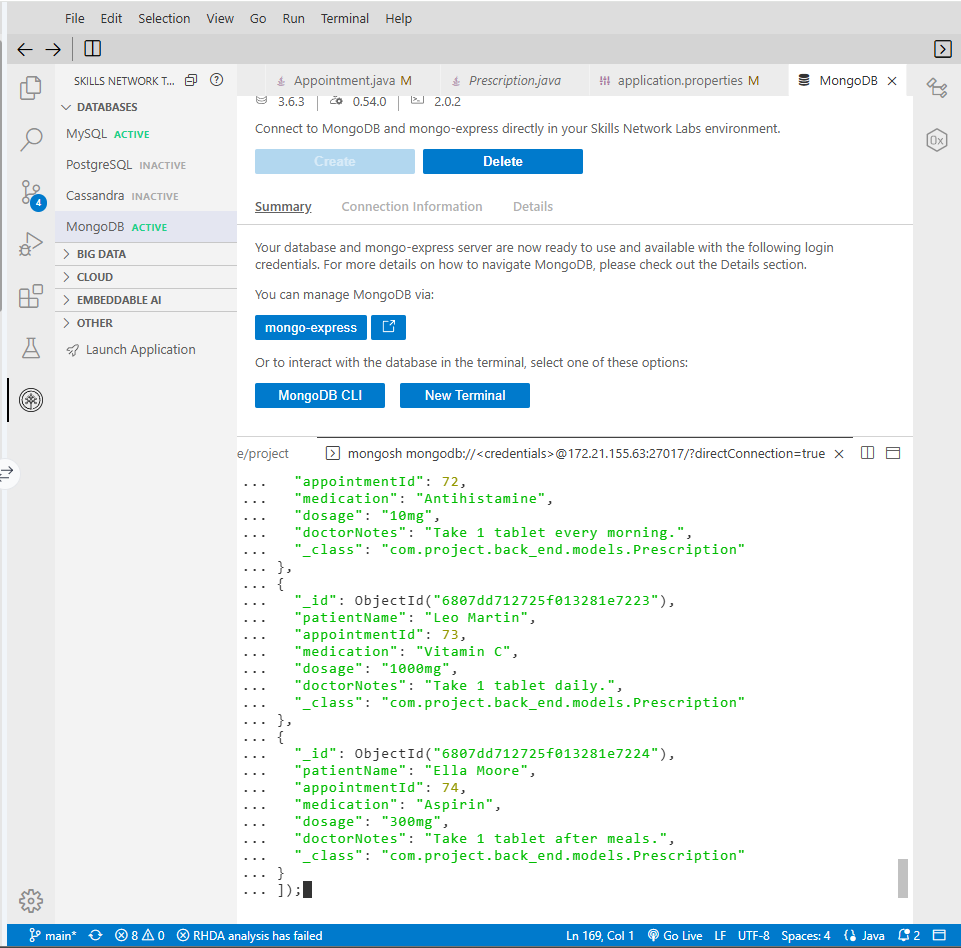 File Edit Selection View Go Run Terminal Help
SKILLS NETWORK T...
Appointment.java M
Prescription.java
application.properties M
MongoDB
DATABASES
MySQL ACTIVE
PostgreSQL INACTIVE
Cassandra INACTIVE
MongoDB ACTIVE
BIG DATA
CLOUD
EMBEDDABLE AI
OTHER
Launch Application
4
3.6.3 0.54.0 2.0.2
Connect to MongoDB and mongo-express directly in your Skills Network Labs environment.
Create Delete
Summary Connection Information Details
Your database and mongo-express server are now ready to use and available with the following login
credentials. For more details on how to navigate MongoDB, please check out the Details section.
You can manage MongoDB via:
mongo-express
Or to interact with the database in the terminal, select one of these options:
MongoDB CLI New Terminal
e/project mongosh mongodb://<credentials>@172.21.155.63:27017/?directConnection=true
... "appointmentId": 72,
... "medication": "Antihistamine",
... "dosage": "10mg",
... "doctorNotes": "Take 1 tablet every morning.",
... "_class": "com.project.back_end.models.Prescription"
... },
... {
... "_id": ObjectId("6807dd712725f013281e7223"),
... "patientName": "Leo Martin",
... "appointmentId": 73,
... "medication": "Vitamin C",
... "dosage": "1000mg",
... "doctorNotes": "Take 1 tablet daily.",
... "_class": "com.project.back_end.models.Prescription"
... },
... {
... "_id": ObjectId("6807dd712725f013281e7224"),
... "patientName": "Ella Moore",
... "appointmentId": 74,
... "medication": "Aspirin",
... "dosage": "300mg",
... "doctorNotes": "Take 1 tablet after meals.",
... "_class": "com.project.back_end.models.Prescription"
... }
... ]);
0x
main* 8 0 RHDA analysis has failed Ln 169, Col 1 Go Live LF UTF-8 Spaces: 4 Java 2